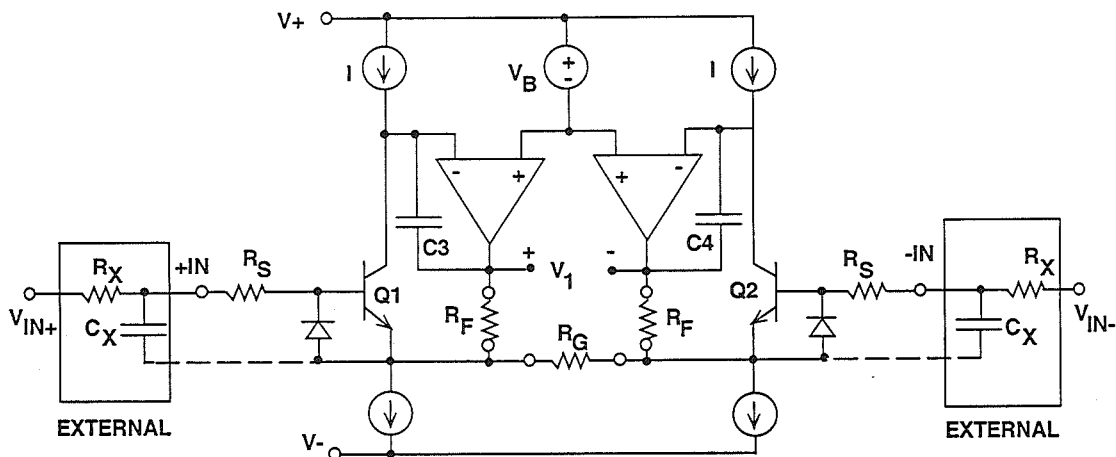 V+
I
V_B
+
-
I
-
+
+
-
C3
C4
R_X
+IN
R_S
Q1
+
V_1
-
Q2
R_S
-IN
R_X
V_IN+
C_X
R_F
R_G
R_F
C_X
V_IN-
EXTERNAL
V-
EXTERNAL